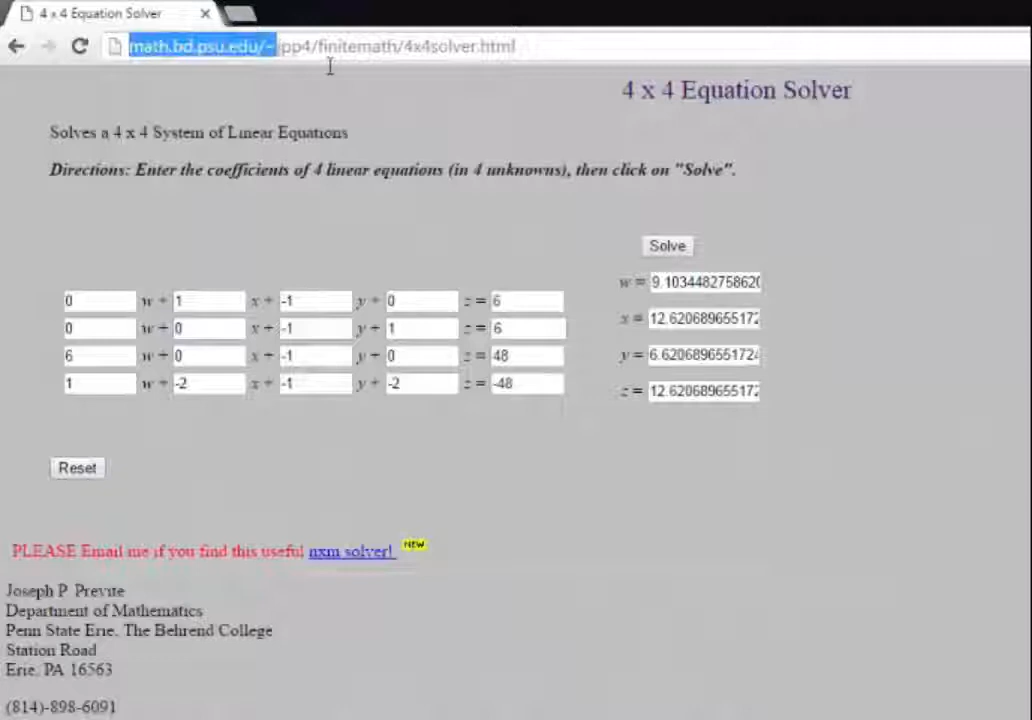 4 x 4 Equation Solver
math.bd.psu.edu/~jpp4/finitemath/4x4solver.html
4 x 4 Equation Solver
Solves a 4 x 4 System of Linear Equations
Directions: Enter the coefficients of 4 linear equations (in 4 unknowns), then click on "Solve".
Solve
w = 9.1034482758620
0 w + 1 x + -1 y + 0 z = 6
x = 12.620689655172
0 w + 0 x + -1 y + 1 z = 6
6 w + 0 x + -1 y + 0 z = 48
y = 6.6206896551724
1 w + -2 x + -1 y + -2 z = -48
z = 12.620689655172
Reset
PLEASE Email me if you find this useful nxm solver! NEW
Joseph P. Previte
Department of Mathematics
Penn State Erie, The Behrend College
Station Road
Erie, PA 16563
(814)-898-6091